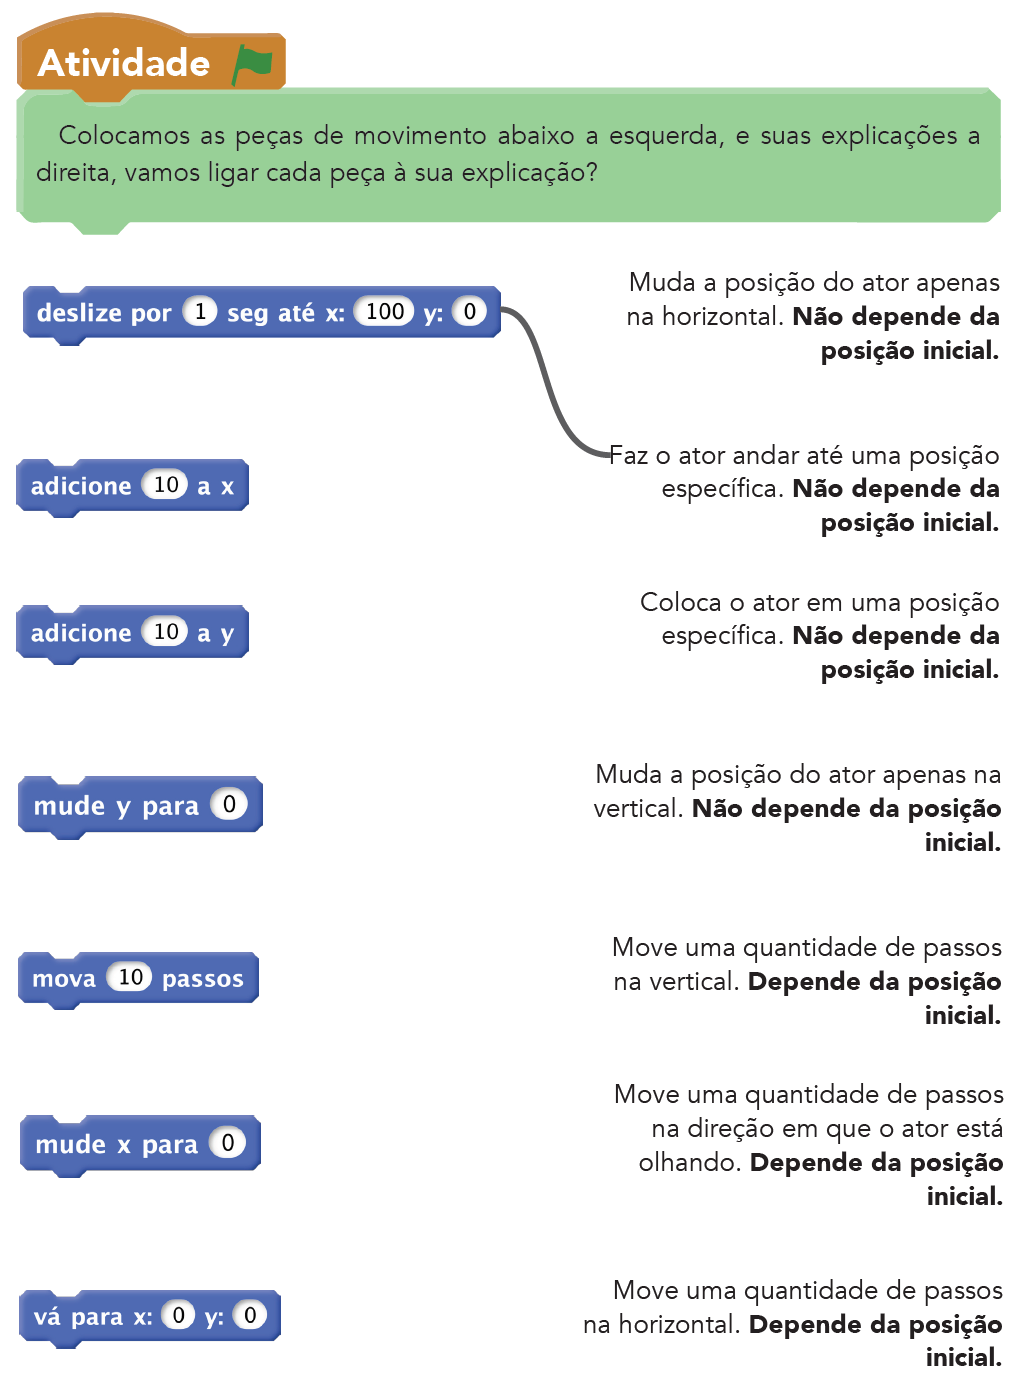 Atividade
Colocamos as peças de movimento abaixo a esquerda, e suas explicações a
direita, vamos ligar cada peça à sua explicação?
deslize por 1 seg até x: 100 y: 0
Muda a posição do ator apenas
na horizontal. Não depende da
posição inicial.
adicione 10 a x
Faz o ator andar até uma posição
específica. Não depende da
posição inicial.
adicione 10 a y
Coloca o ator em uma posição
específica. Não depende da
posição inicial.
mude y para 0
Muda a posição do ator apenas na
vertical. Não depende da posição
inicial.
mova 10 passos
Move uma quantidade de passos
na vertical. Depende da posição
inicial.
mude x para 0
Move uma quantidade de passos
na direção em que o ator está
olhando. Depende da posição
inicial.
vá para x: 0 y: 0
Move uma quantidade de passos
na horizontal. Depende da posição
inicial.